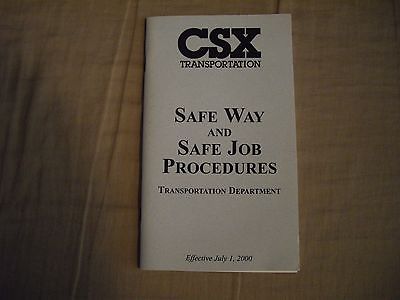 CSX
TRANSPORTATION
SAFE WAY
AND
SAFE JOB
PROCEDURES
TRANSPORTATION DEPARTMENT
Effective July 1, 2000